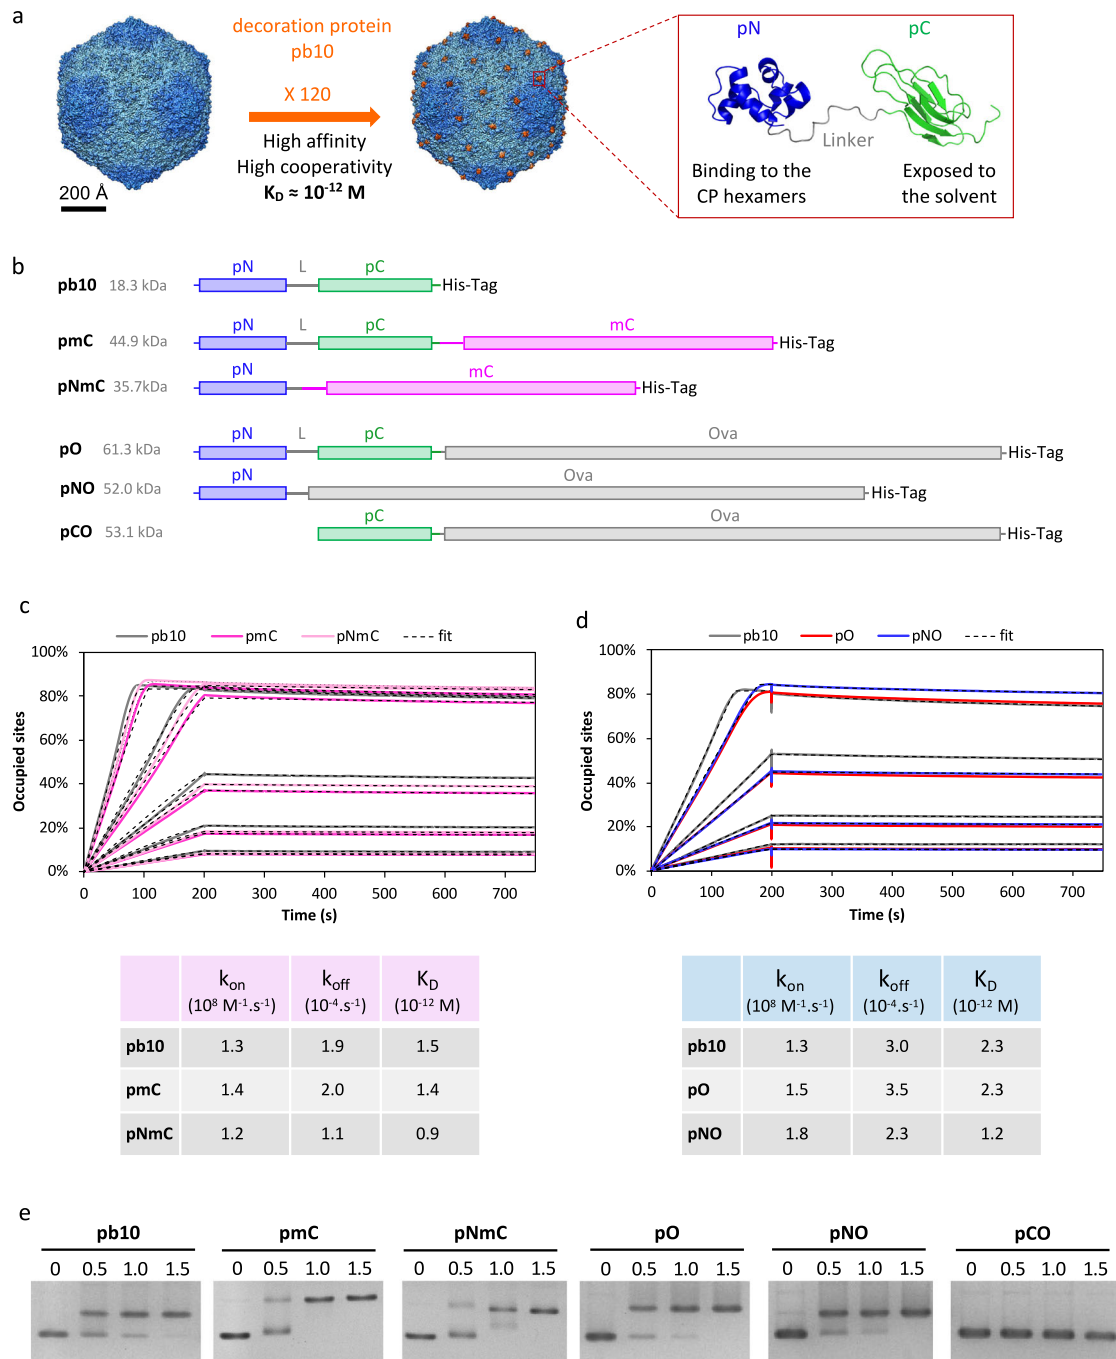 a
decoration protein
pb10
X 120
High affinity
High cooperativity
K_D ≈ 10⁻¹² M
200 Å
pN
pC
Linker
Binding to the
CP hexamers
Exposed to
the solvent
b
pN L pC
pb10 18.3 kDa His-Tag
pN L pC mC
pmC 44.9 kDa His-Tag
pN mC
pNmC 35.7kDa His-Tag
pN L pC Ova
pO 61.3 kDa His-Tag
pN Ova
pNO 52.0 kDa His-Tag
pC Ova
pCO 53.1 kDa His-Tag
c
pb10 pmC pNmC fit
100%
80%
60%
40%
20%
0%
Occupied sites
0 100 200 300 400 500 600 700
Time (s)
d
pb10 pO pNO fit
100%
80%
60%
40%
20%
0%
Occupied sites
0 100 200 300 400 500 600 700
Time (s)
k_on k_off K_D
(10⁸ M⁻¹.s⁻¹) (10⁻⁴.s⁻¹) (10⁻¹² M)
pb10 1.3 1.9 1.5
pmC 1.4 2.0 1.4
pNmC 1.2 1.1 0.9
k_on k_off K_D
(10⁸ M⁻¹.s⁻¹) (10⁻⁴.s⁻¹) (10⁻¹² M)
pb10 1.3 3.0 2.3
pO 1.5 3.5 2.3
pNO 1.8 2.3 1.2
e
pb10 pmC pNmC pO pNO pCO
0 0.5 1.0 1.5 0 0.5 1.0 1.5 0 0.5 1.0 1.5 0 0.5 1.0 1.5 0 0.5 1.0 1.5 0 0.5 1.0 1.5